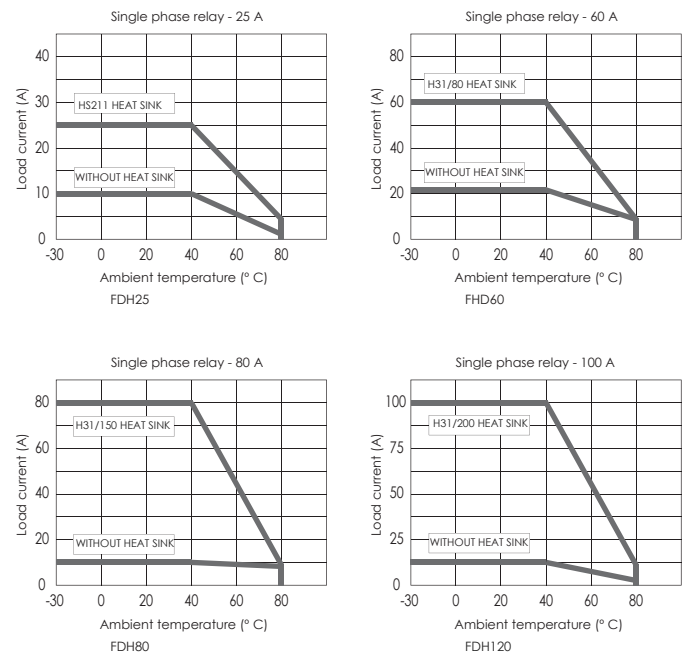 Single phase relay - 25 A
40
30
20
10
0
HS211 HEAT SINK
WITHOUT HEAT SINK
Load current (A)
-30 0 20 40 60 80
Ambient temperature (º C)
FDH25
Single phase relay - 60 A
80
60
40
20
0
H31/80 HEAT SINK
WITHOUT HEAT SINK
Load current (A)
-30 0 20 40 60 80
Ambient temperature (º C)
FHD60
Single phase relay - 80 A
80
60
40
20
0
H31/150 HEAT SINK
WITHOUT HEAT SINK
Load current (A)
-30 0 20 40 60 80
Ambient temperature (º C)
FDH80
Single phase relay - 100 A
100
75
50
25
0
H31/200 HEAT SINK
WITHOUT HEAT SINK
Load current (A)
-30 0 20 40 60 80
Ambient temperature (º C)
FDH120